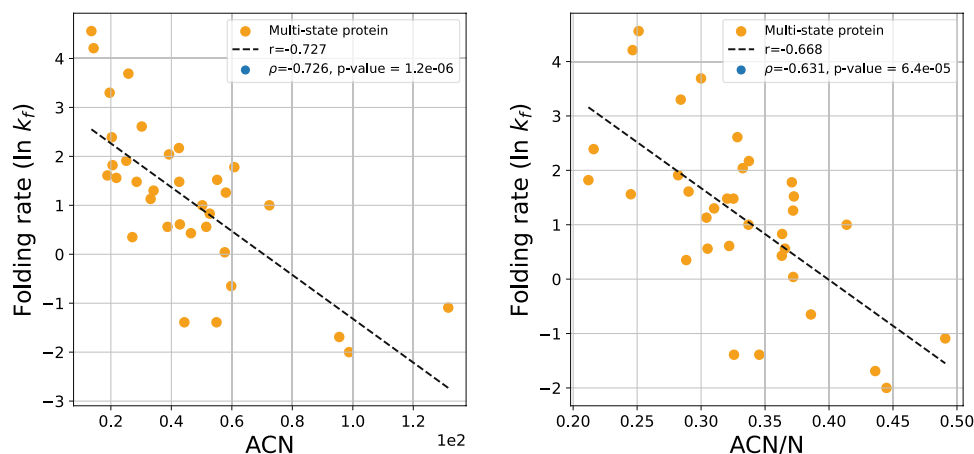 Multi-state protein
r=-0.727
ρ=-0.726, p-value = 1.2e-06
4
3
2
1
0
−1
−2
−3
Folding rate (ln k_f)
0.2
0.4
0.6
0.8
1.0
1.2
1e2
ACN
Multi-state protein
r=-0.668
ρ=-0.631, p-value = 6.4e-05
4
3
2
1
0
−1
−2
Folding rate (ln k_f)
0.20
0.25
0.30
0.35
0.40
0.45
0.50
ACN/N